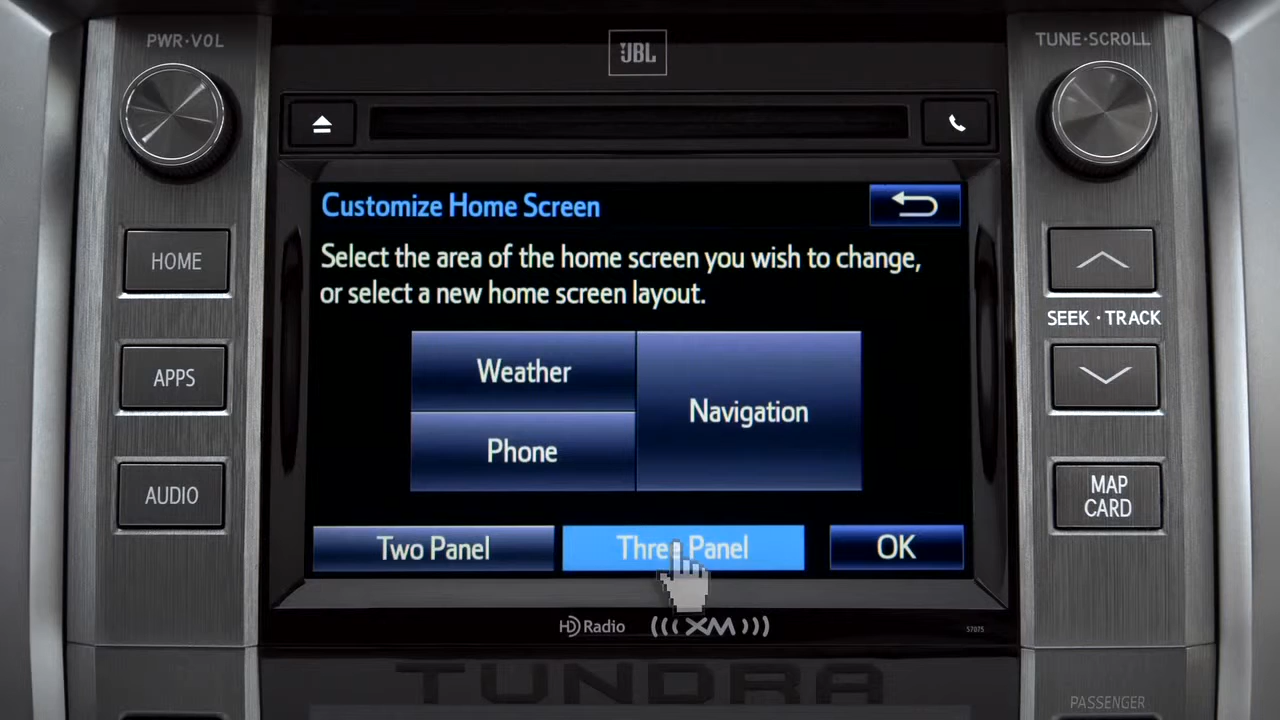 PWR·VOL
JBL
TUNE·SCROLL
Customize Home Screen
HOME
Select the area of the home screen you wish to change,
or select a new home screen layout.
SEEK · TRACK
Weather
APPS
Navigation
Phone
AUDIO
MAP
CARD
Two Panel
Three Panel
OK
HD Radio
((( XM )))
57075
TUNDRA
PASSENGER